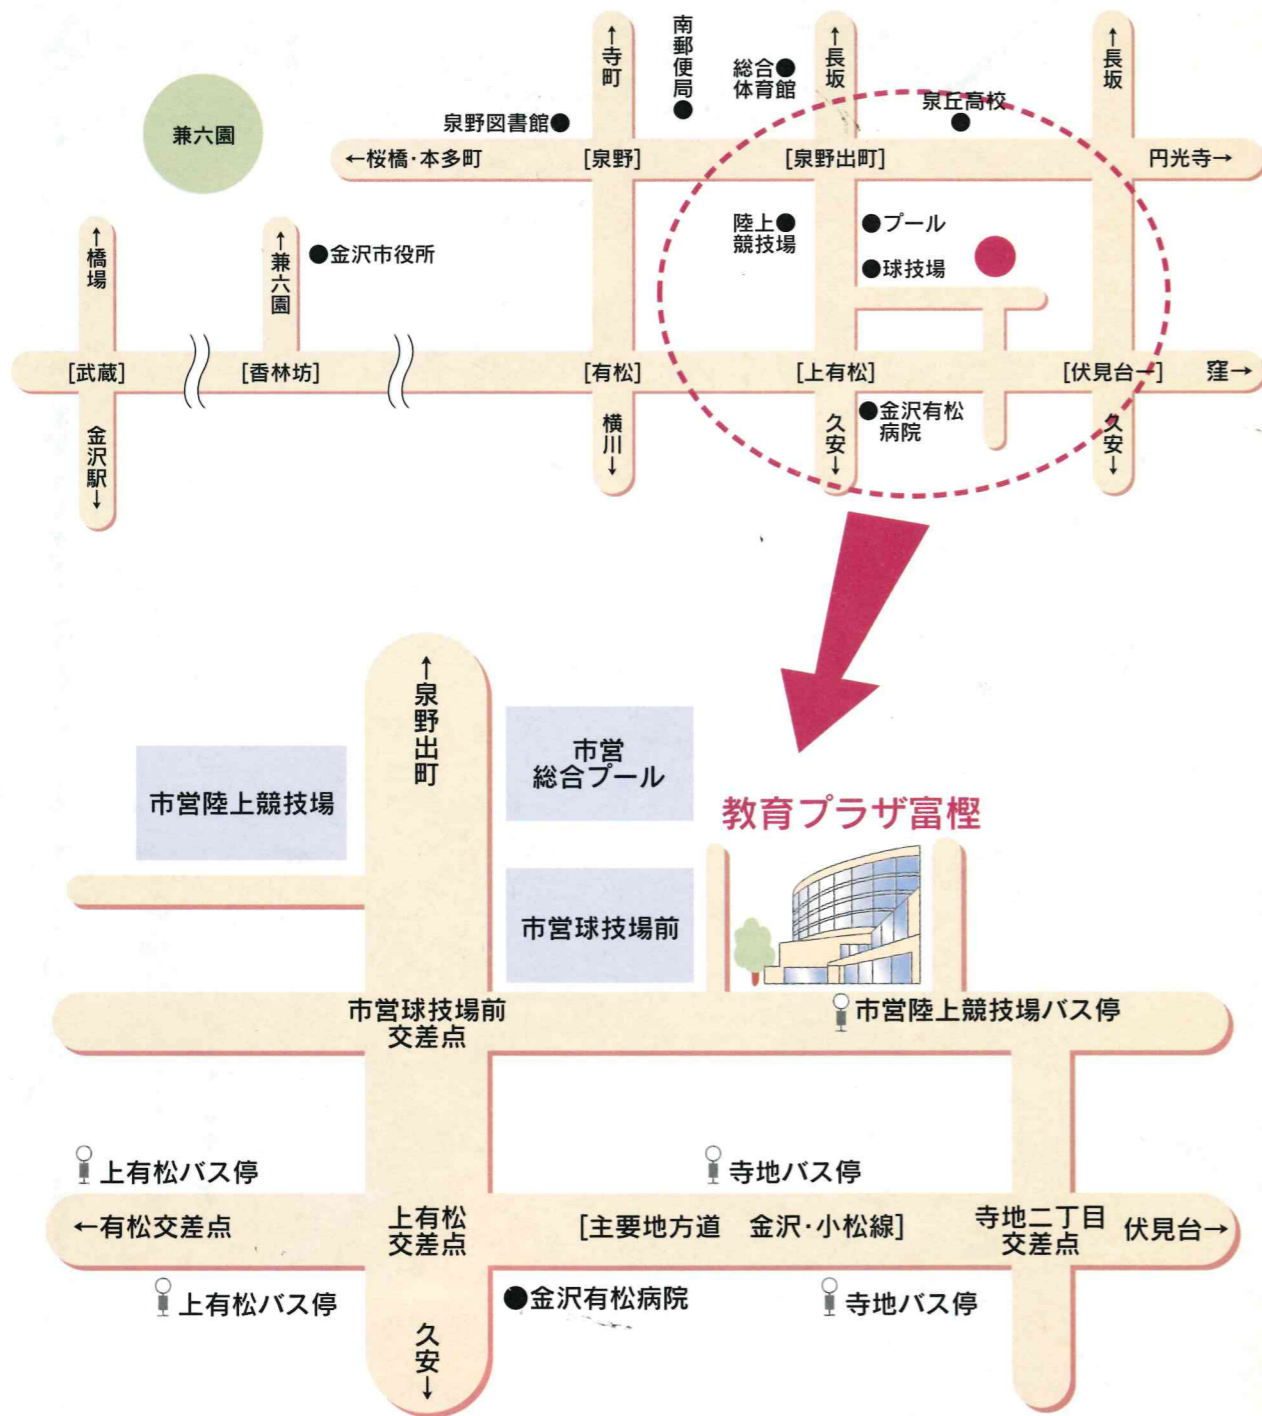 ↑寺町
南郵便局●
総合●
体育館
↑長坂
↑長坂
泉丘高校
●
兼六園
泉野図書館●
←桜橋・本多町
[泉野]
[泉野出町]
円光寺→
↑橋場
↑兼六園
●金沢市役所
陸上●
競技場
●プール
●球技場
[武蔵]
[香林坊]
[有松]
[上有松]
[伏見台→]
窪→
金沢駅↓
横川↓
久安↓
●金沢有松
病院
久安↓
↑泉野出町
市営
総合プール
市営陸上競技場
教育プラザ富樫
市営球技場前
市営球技場前
交差点
市営陸上競技場バス停
上有松バス停
寺地バス停
←有松交差点
上有松
交差点
[主要地方道 金沢・小松線]
寺地二丁目
交差点
伏見台→
上有松バス停
●金沢有松病院
寺地バス停
久安↓